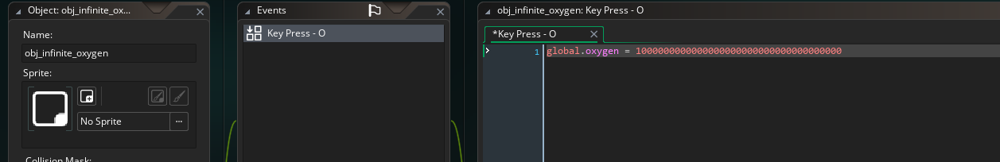 Object: obj_infinite_ox...
Name:
obj_infinite_oxygen
Sprite:
No Sprite
...
Collision Mask:
Events
Key Press - O
obj_infinite_oxygen: Key Press - O
*Key Press - O
1
global.oxygen = 10000000000000000000000000000000000000